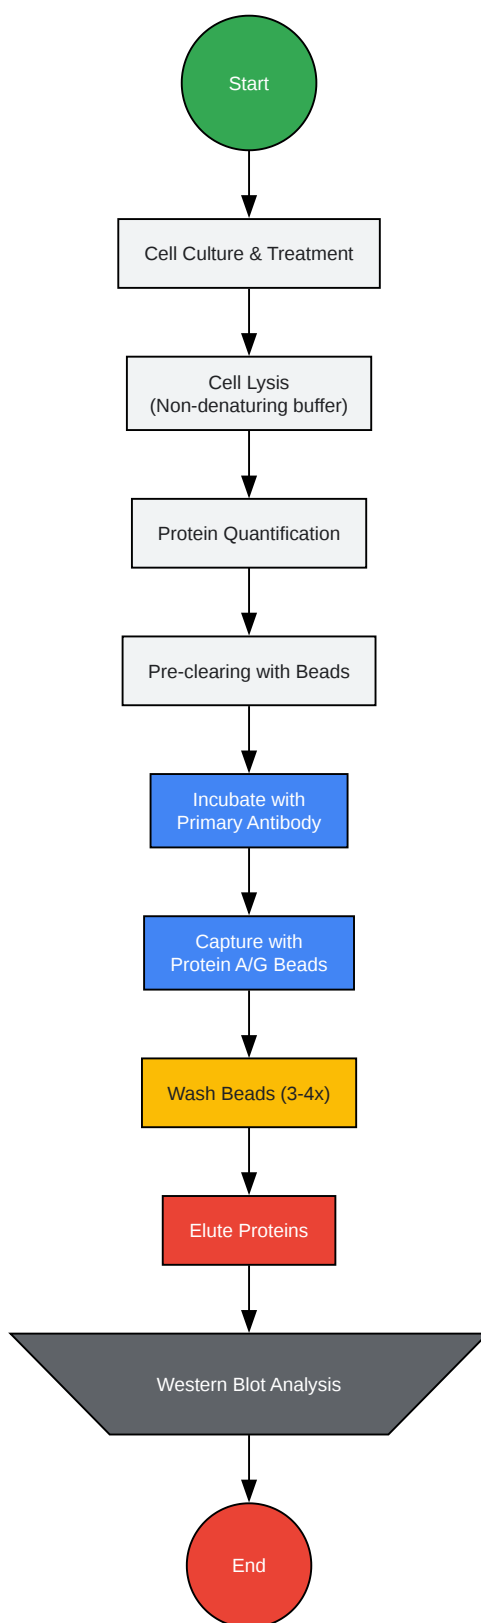 Start
Cell Culture & Treatment
Cell Lysis
(Non-denaturing buffer)
Protein Quantification
Pre-clearing with Beads
Incubate with
Primary Antibody
Capture with
Protein A/G Beads
Wash Beads (3-4x)
Elute Proteins
Western Blot Analysis
End